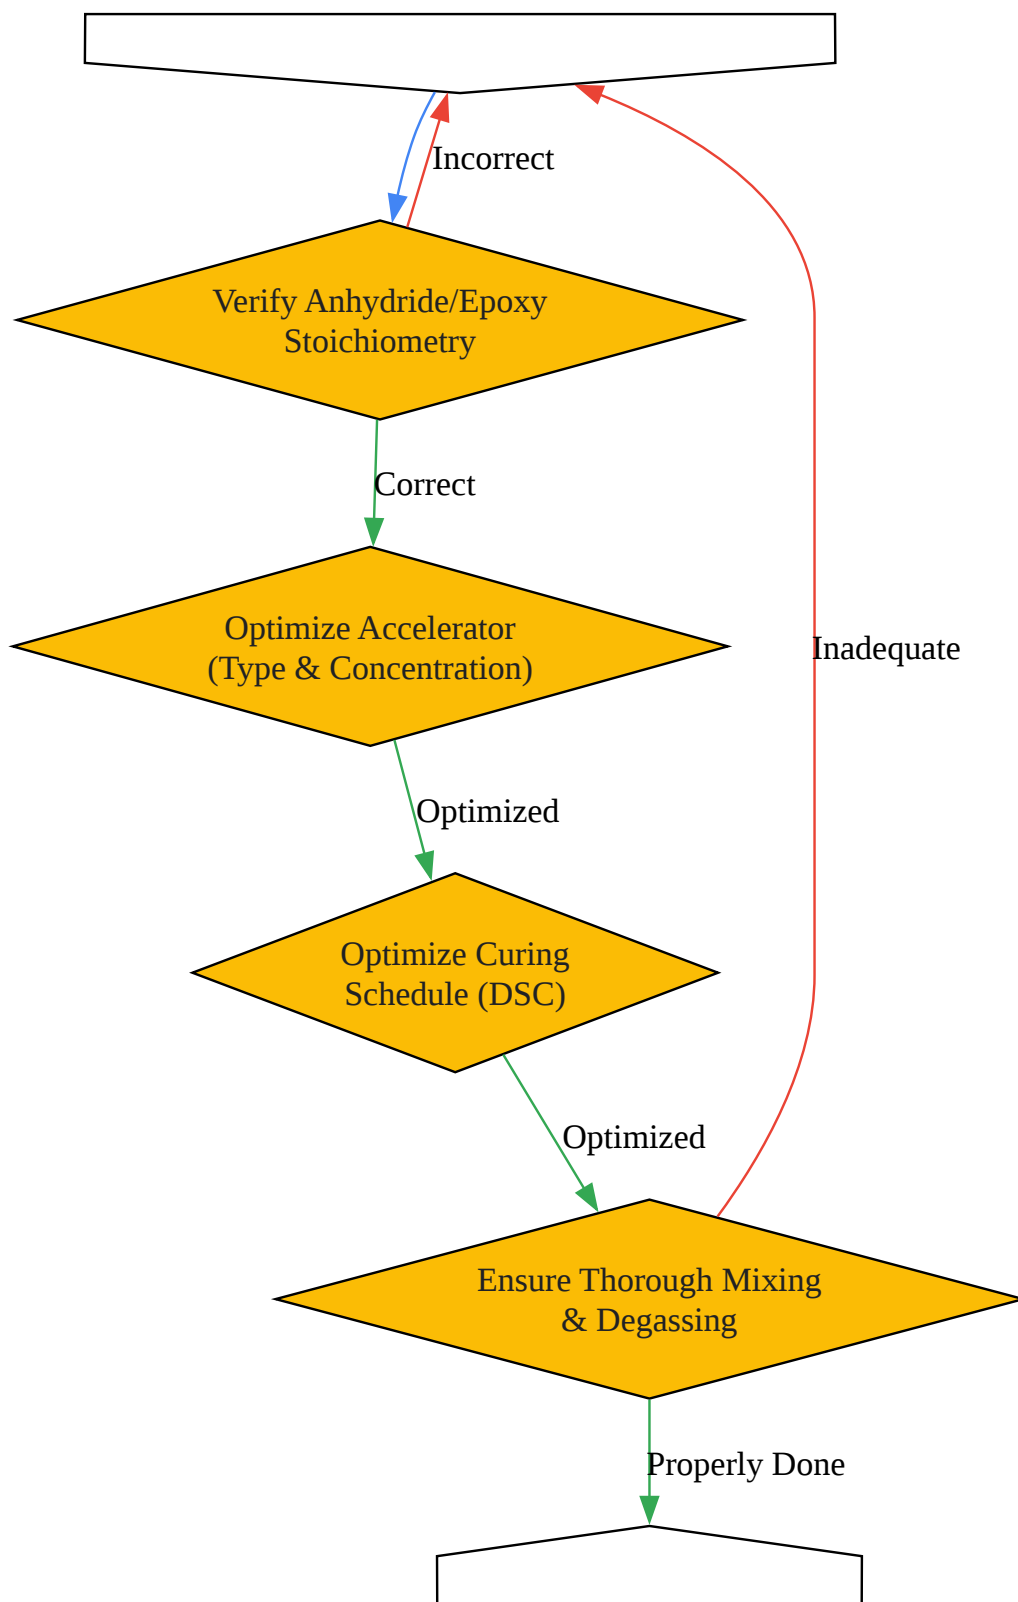 Incorrect
Verify Anhydride/Epoxy
Stoichiometry
Correct
Optimize Accelerator
(Type & Concentration)
Inadequate
Optimized
Optimize Curing
Schedule (DSC)
Optimized
Ensure Thorough Mixing
& Degassing
Properly Done